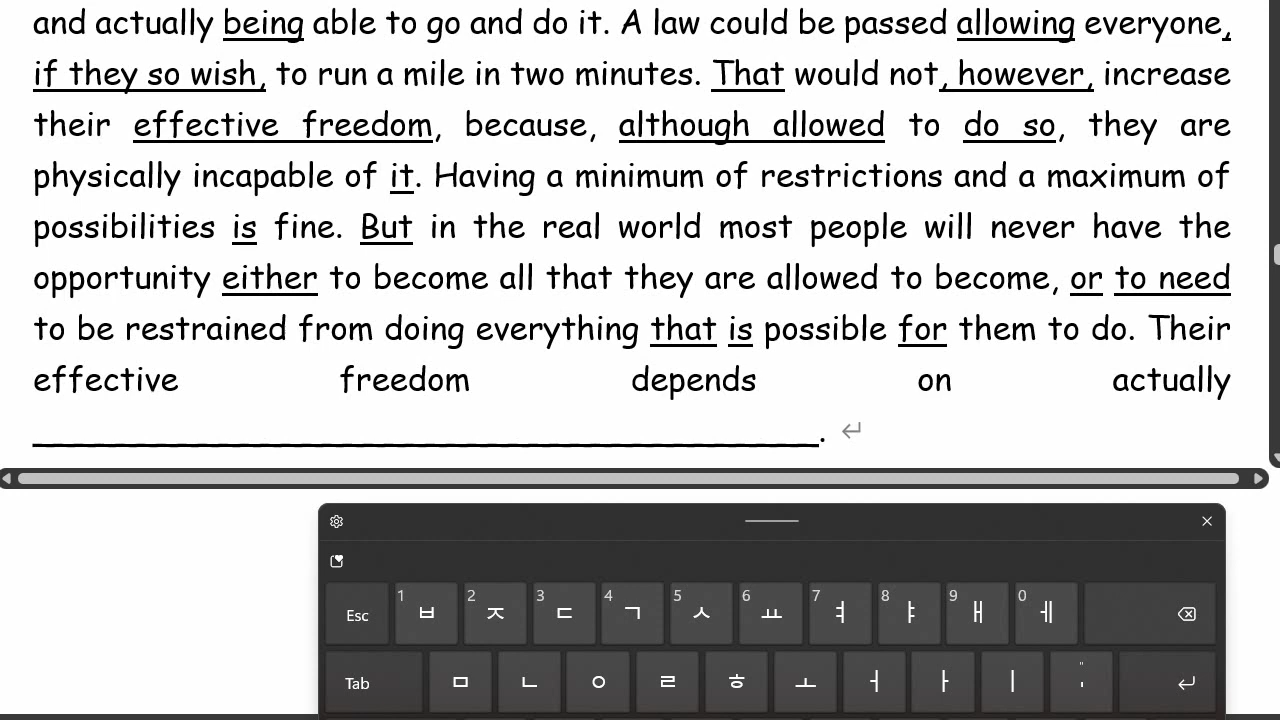 and actually being able to go and do it. A law could be passed allowing everyone,
if they so wish, to run a mile in two minutes. That would not, however, increase
their effective freedom, because, although allowed to do so, they are
physically incapable of it. Having a minimum of restrictions and a maximum of
possibilities is fine. But in the real world most people will never have the
opportunity either to become all that they are allowed to become, or to need
to be restrained from doing everything that is possible for them to do. Their
effective freedom depends on actually
_______________________________________.
Esc 1 ㅂ 2 ㅈ 3 ㄷ 4 ㄱ 5 ㅅ 6 ㅛ 7 ㅕ 8 ㅑ 9 ㅐ 0 ㅔ
Tab ㅁ ㄴ ㅇ ㄹ ㅎ ㅗ ㅓ ㅏ ㅣ " '